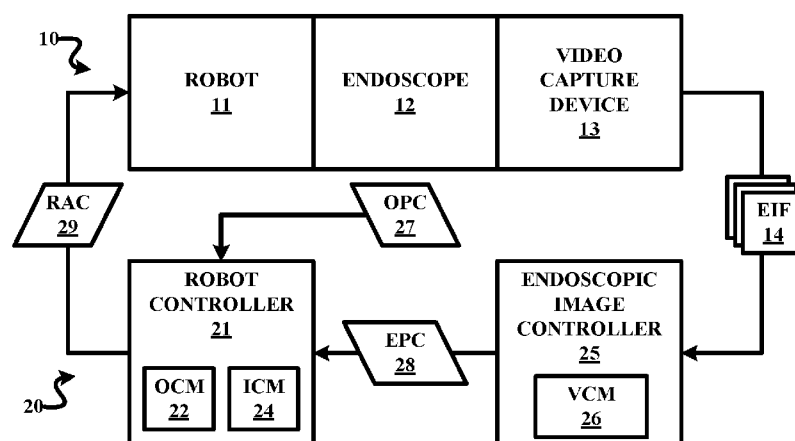 10
ROBOT
11
ENDOSCOPE
12
VIDEO
CAPTURE
DEVICE
13
RAC
29
OPC
27
EIF
14
ROBOT
CONTROLLER
21
OCM
22
ICM
24
EPC
28
ENDOSCOPIC
IMAGE
CONTROLLER
25
VCM
26
20